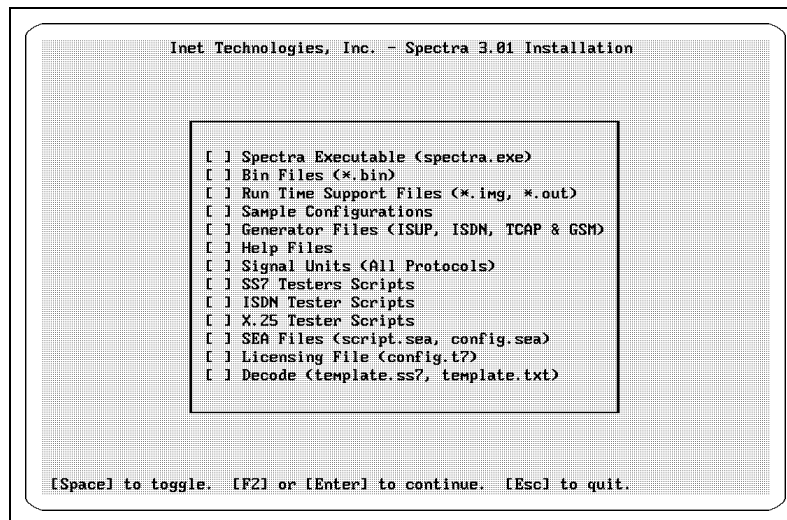 Inet Technologies, Inc. - Spectra 3.01 Installation
[ ] Spectra Executable (spectra.exe)
[ ] Bin Files (*.bin)
[ ] Run Time Support Files (*.img, *.out)
[ ] Sample Configurations
[ ] Generator Files (ISUP, ISDN, TCAP & GSM)
[ ] Help Files
[ ] Signal Units (All Protocols)
[ ] SS7 Testers Scripts
[ ] ISDN Tester Scripts
[ ] X.25 Tester Scripts
[ ] SEA Files (script.sea, config.sea)
[ ] Licensing File (config.t7)
[ ] Decode (template.ss7, template.txt)
[Space] to toggle. [F2] or [Enter] to continue. [Esc] to quit.